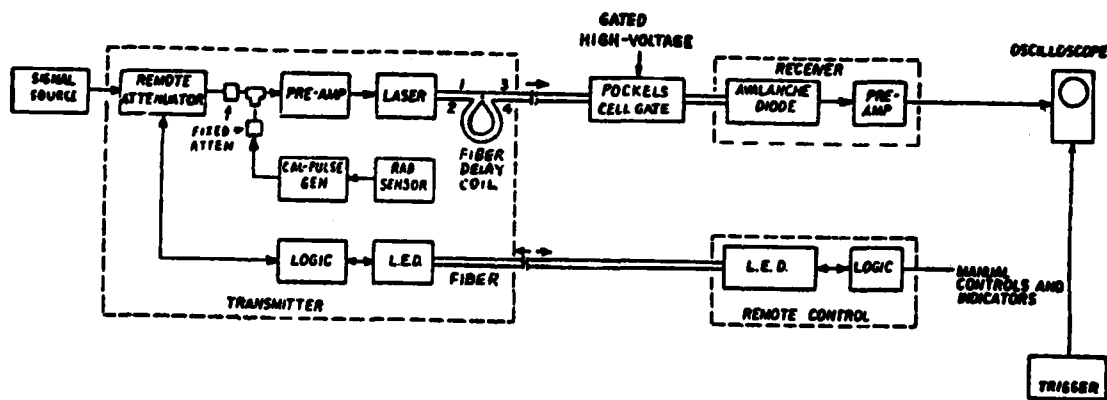 GATED
HIGH-VOLTAGE
OSCILLOSCOPE
SIGNAL
SOURCE
REMOTE
ATTENUATOR
PRE-AMP
LASER
1 3
2 4
POCKELS
CELL GATE
RECEIVER
AVALANCHE
DIODE
PRE-
AMP
FIXED
ATTEN
CAL-PULSE
GEN
RAD
SENSOR
FIBER
DELAY
COIL
LOGIC
L.E.D.
FIBER
TRANSMITTER
L.E.D.
LOGIC
REMOTE CONTROL
MANUAL
CONTROLS AND
INDICATORS
TRIGGER